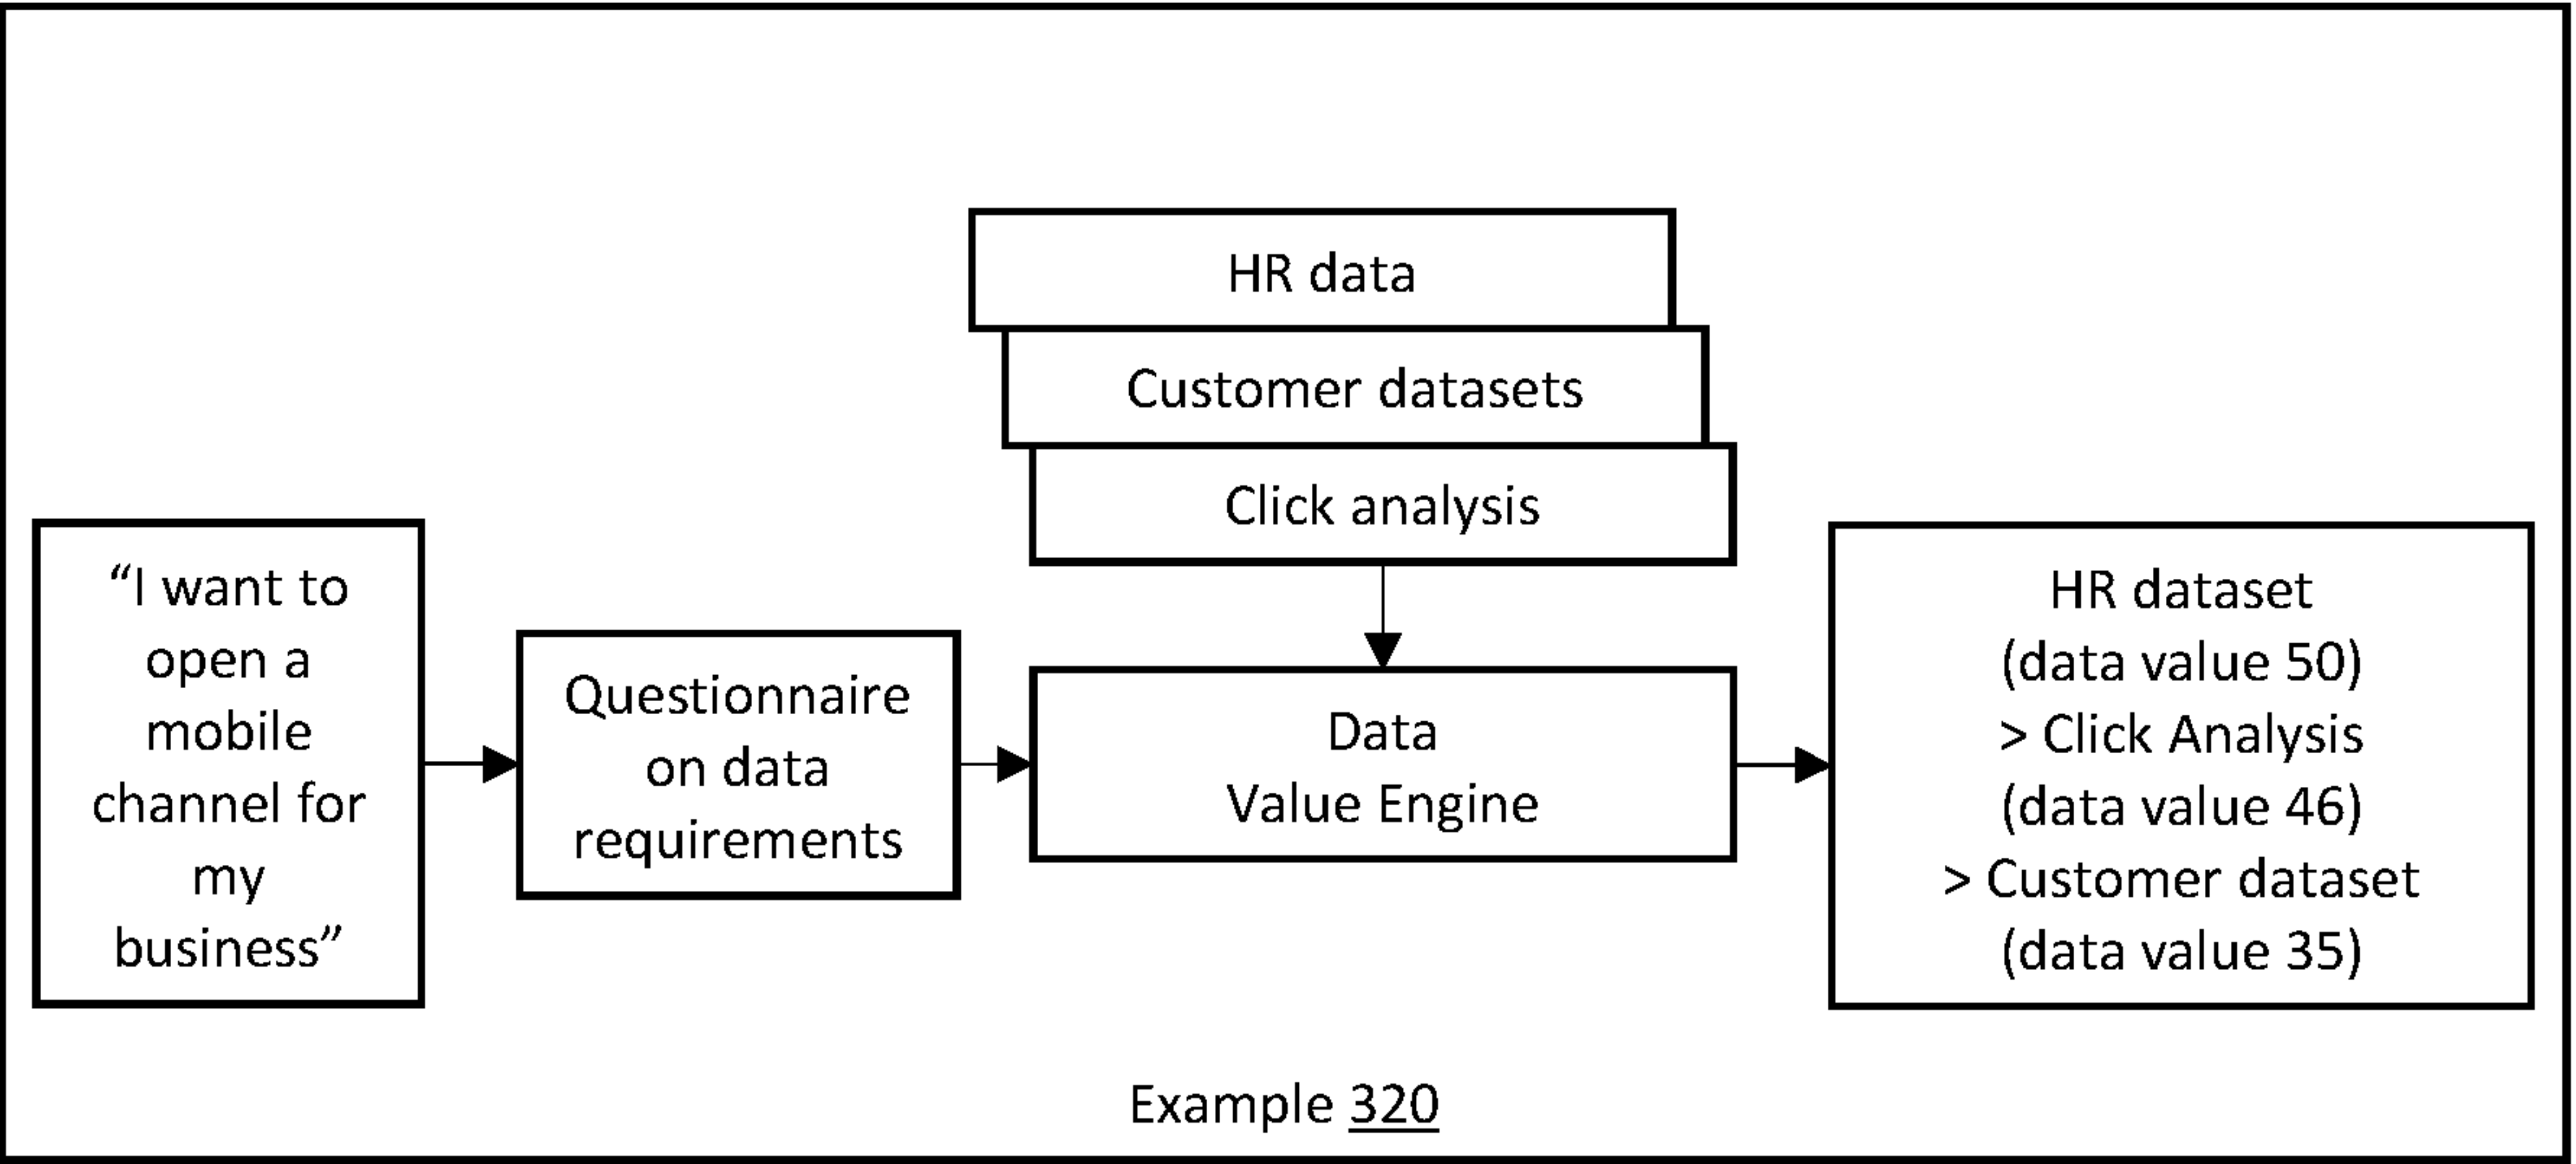 HR data
Customer datasets
Click analysis
“I want to
open a
mobile
channel for
my
business”
Questionnaire
on data
requirements
Data
Value Engine
HR dataset
(data value 50)
> Click Analysis
(data value 46)
> Customer dataset
(data value 35)
Example 320